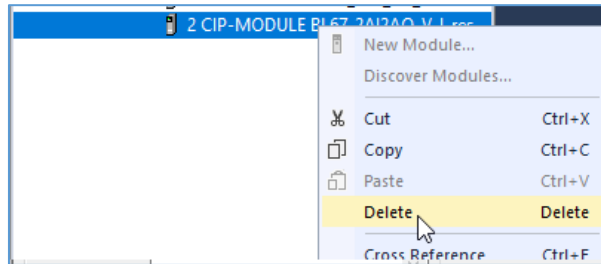 2 CIP-MODULE BL67_2AI2AO_V_I_res
New Module...
Discover Modules...
Cut Ctrl+X
Copy Ctrl+C
Paste Ctrl+V
Delete Delete
Cross Reference Ctrl+E